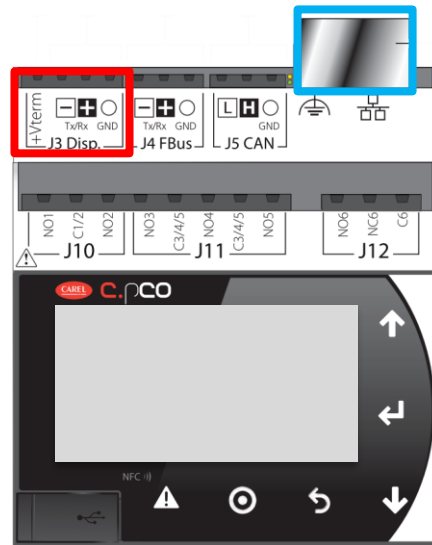 +Vterm
Tx/Rx GND
J3 Disp.
Tx/Rx GND
J4 FBus
L H
GND
J5 CAN
NO1
C1/2
NO2
J10
NO3
C3/4/5
NO4
C3/4/5
NO5
J11
NO6
NC6
C6
J12
CAREL c.pCO
NFC